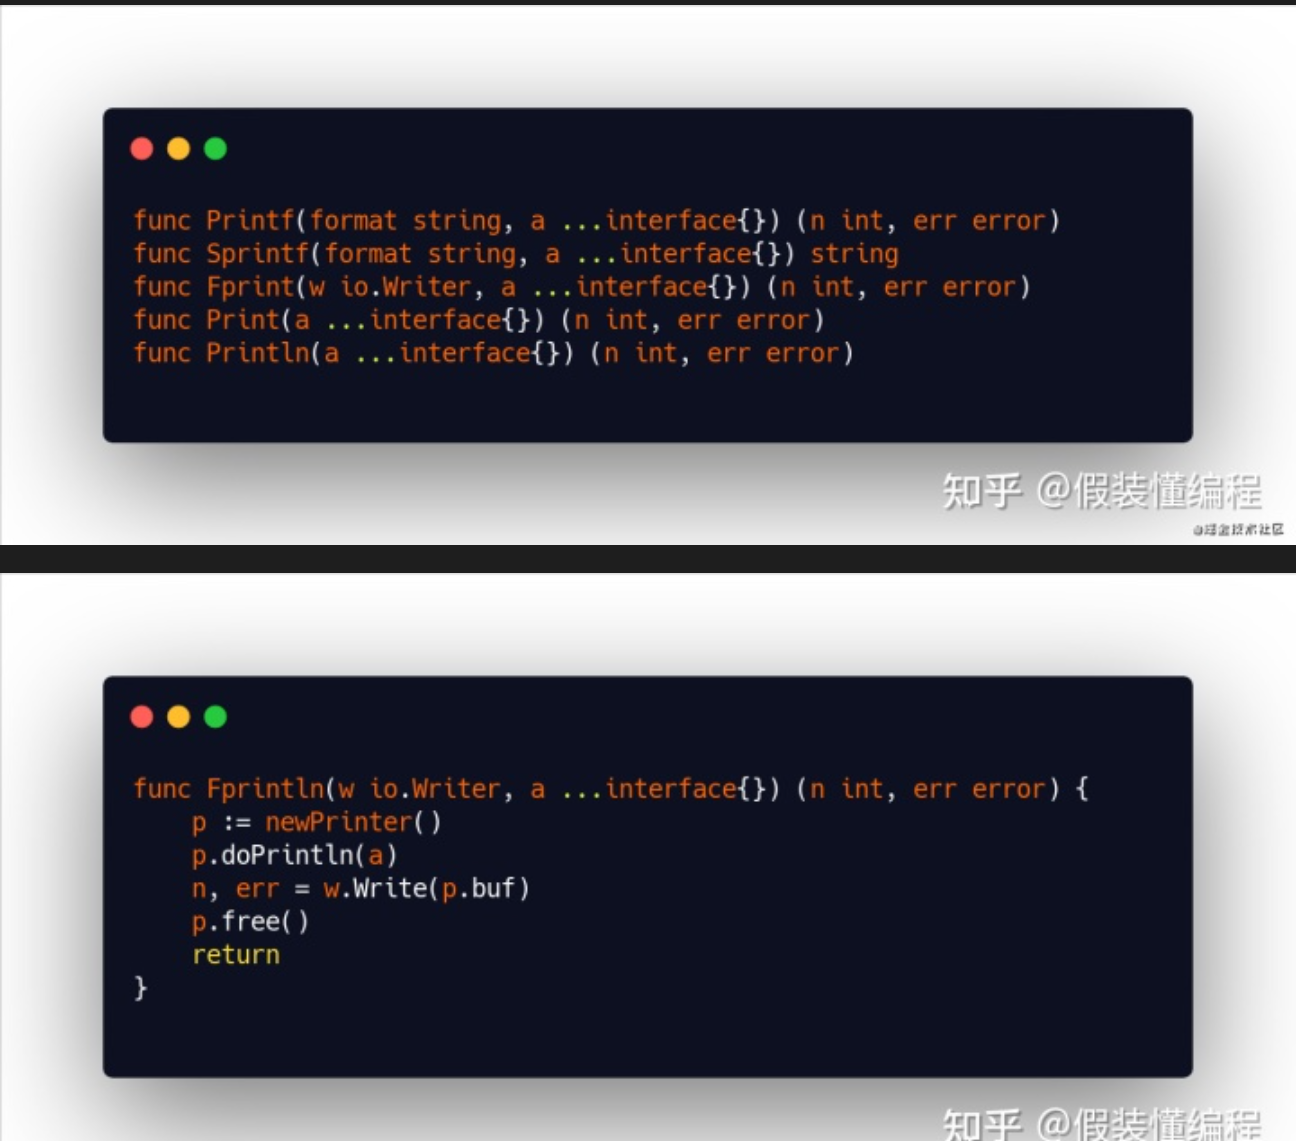 func Printf(format string, a ...interface{}) (n int, err error)
func Sprintf(format string, a ...interface{}) string
func Fprint(w io.Writer, a ...interface{}) (n int, err error)
func Print(a ...interface{}) (n int, err error)
func Println(a ...interface{}) (n int, err error)
知乎 @假装懂编程
@稀土掘金技术社区
func Fprintln(w io.Writer, a ...interface{}) (n int, err error) {
    p := newPrinter()
    p.doPrintln(a)
    n, err = w.Write(p.buf)
    p.free()
    return
}
知乎 @假装懂编程